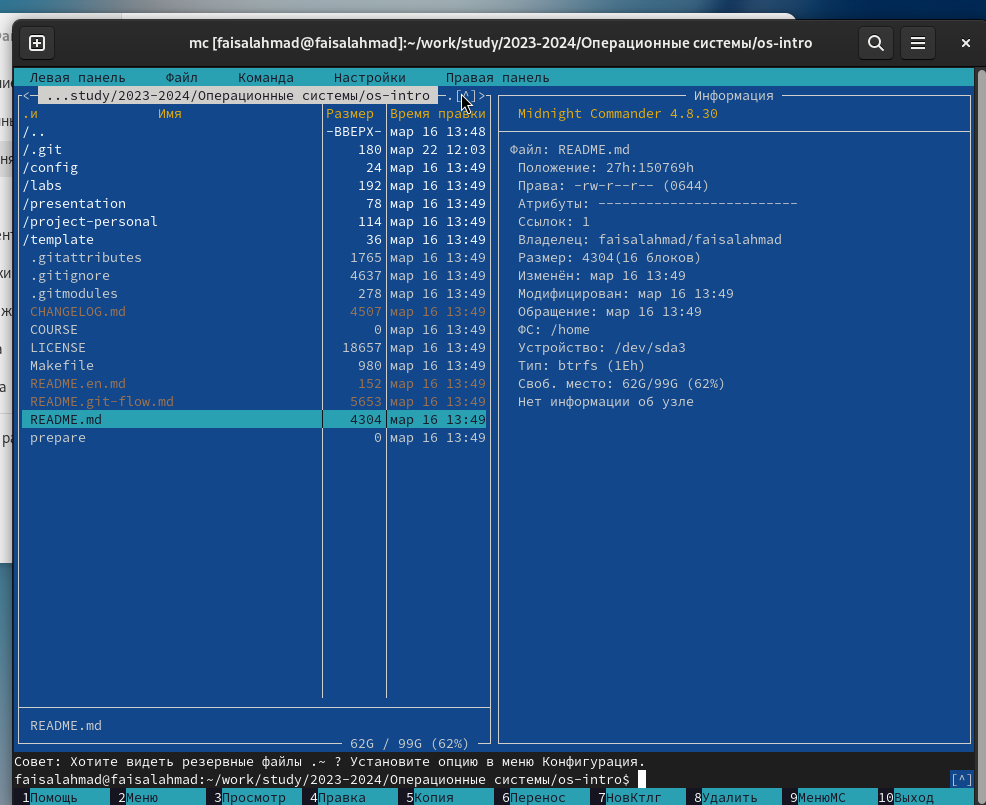 mc [faisalahmad@faisalahmad]:~/work/study/2023-2024/Операционные системы/os-intro
Левая панель Файл Команда Настройки Правая панель
<─ ...study/2023-2024/Операционные системы/os-intro ─.[^]>
.и Имя Размер Время правки
/.. -ВВЕРХ- мар 16 13:48
/.git 180 мар 22 12:03
/config 24 мар 16 13:49
/labs 192 мар 16 13:49
/presentation 78 мар 16 13:49
/project-personal 114 мар 16 13:49
/template 36 мар 16 13:49
.gitattributes 1765 мар 16 13:49
.gitignore 4637 мар 16 13:49
.gitmodules 278 мар 16 13:49
CHANGELOG.md 4507 мар 16 13:49
COURSE 0 мар 16 13:49
LICENSE 18657 мар 16 13:49
Makefile 980 мар 16 13:49
README.en.md 152 мар 16 13:49
README.git-flow.md 5653 мар 16 13:49
README.md 4304 мар 16 13:49
prepare 0 мар 16 13:49
README.md
62G / 99G (62%)
Информация
Midnight Commander 4.8.30
Файл: README.md
Положение: 27h:150769h
Права: -rw-r--r-- (0644)
Атрибуты: -------------------------
Ссылок: 1
Владелец: faisalahmad/faisalahmad
Размер: 4304(16 блоков)
Изменён: мар 16 13:49
Модифицирован: мар 16 13:49
Обращение: мар 16 13:49
ФС: /home
Устройство: /dev/sda3
Тип: btrfs (1Eh)
Своб. место: 62G/99G (62%)
Нет информации об узле
Совет: Хотите видеть резервные файлы .~ ? Установите опцию в меню Конфигурация.
faisalahmad@faisalahmad:~/work/study/2023-2024/Операционные системы/os-intro$ [^]
1Помощь 2Меню 3Просмотр 4Правка 5Копия 6Перенос 7НовКтлг 8Удалить 9МенюMC 10Выход